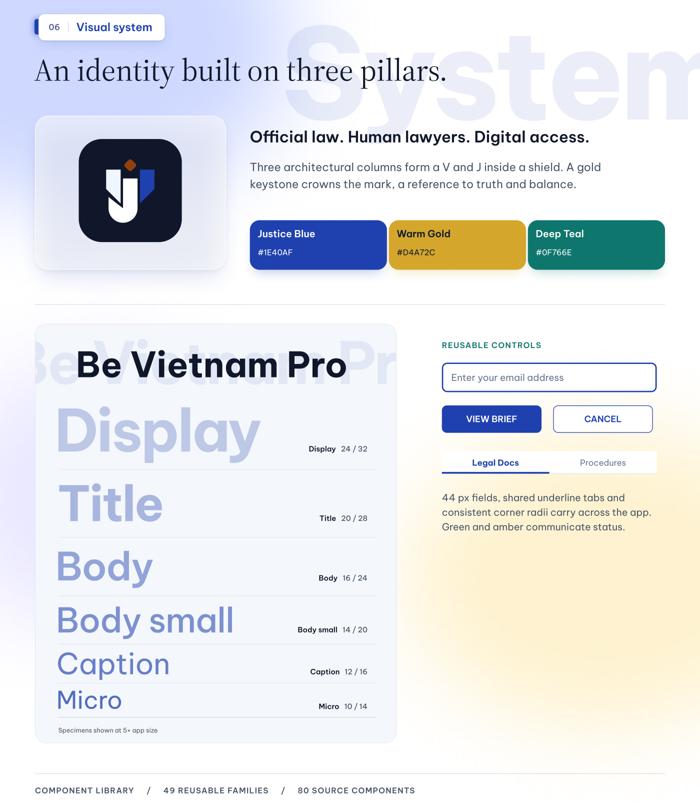 06 Visual system
System
An identity built on three pillars.
Official law. Human lawyers. Digital access.
Three architectural columns form a V and J inside a shield. A gold
keystone crowns the mark, a reference to truth and balance.
Justice Blue
#1E40AF
Warm Gold
#D4A72C
Deep Teal
#0F766E
Be Vietnam Pro
Be Vietnam Pr
Display
Display 24 / 32
Title
Title 20 / 28
Body
Body 16 / 24
Body small
Body small 14 / 20
Caption
Caption 12 / 16
Micro
Micro 10 / 14
Specimens shown at 5× app size
REUSABLE CONTROLS
Enter your email address
VIEW BRIEF
CANCEL
Legal Docs
Procedures
44 px fields, shared underline tabs and
consistent corner radii carry across the app.
Green and amber communicate status.
COMPONENT LIBRARY / 49 REUSABLE FAMILIES / 80 SOURCE COMPONENTS